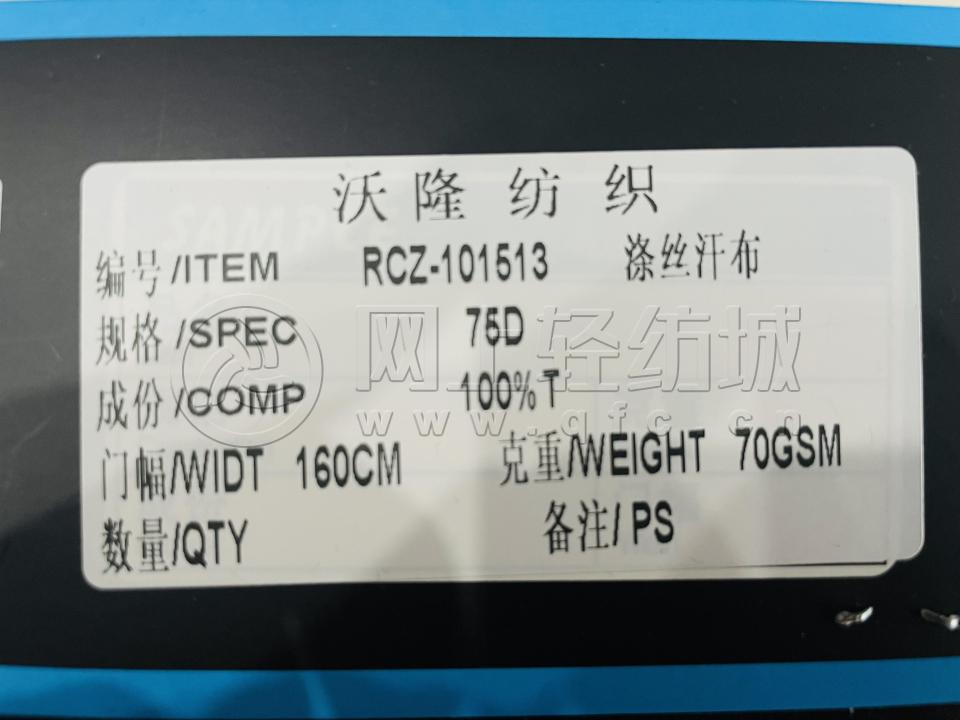 沃隆纺织
编号/ITEM RCZ-101513 涤丝汗布
规格/SPEC 75D
成份/COMP 100%T
门幅/WIDT 160CM 克重/WEIGHT 70GSM
数量/QTY 备注/PS
网上轻纺城
www.qfc.cn